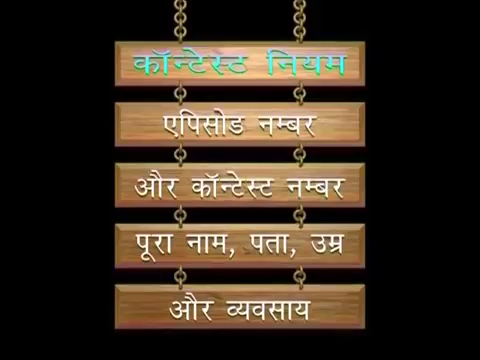 कॉन्टेस्ट नियम
एपिसोड नम्बर
और कॉन्टेस्ट नम्बर
पूरा नाम, पता, उम्र
और व्यवसाय